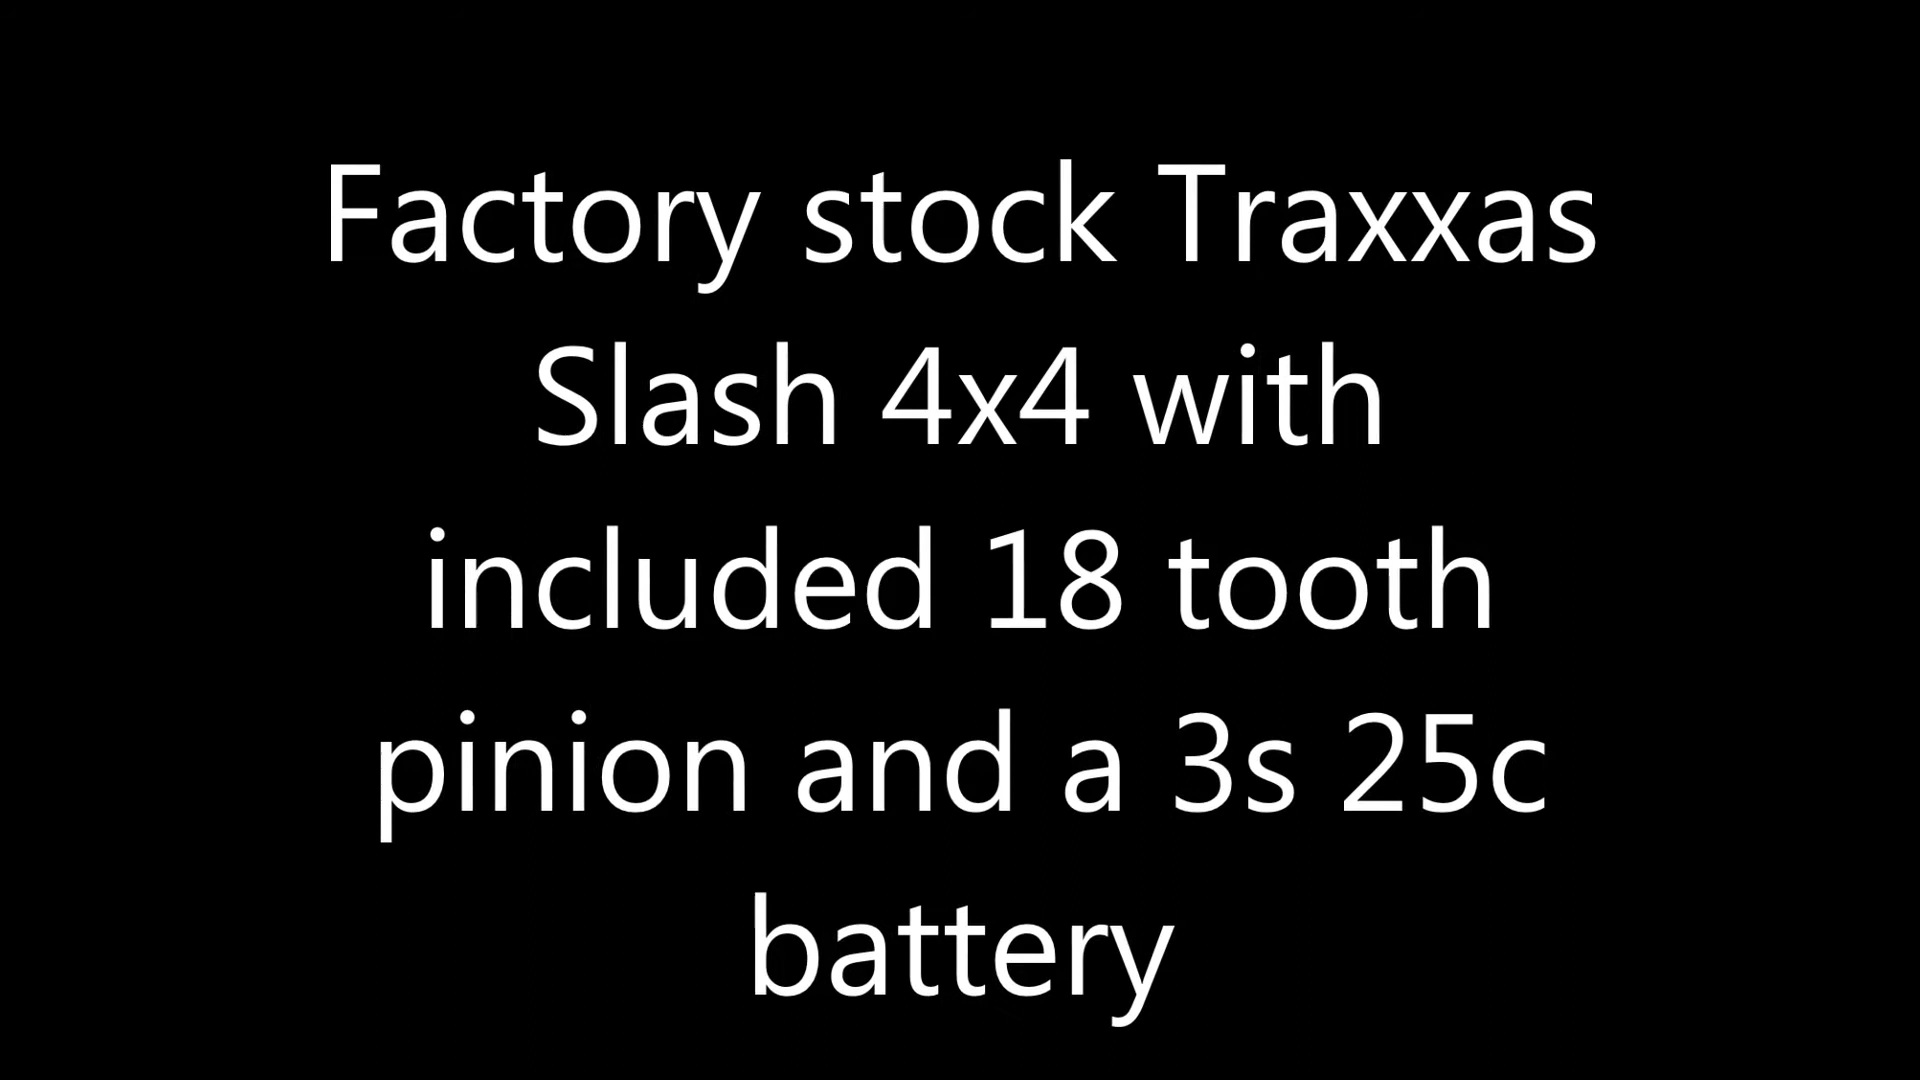 Factory stock Traxxas
Slash 4x4 with
included 18 tooth
pinion and a 3s 25c
battery